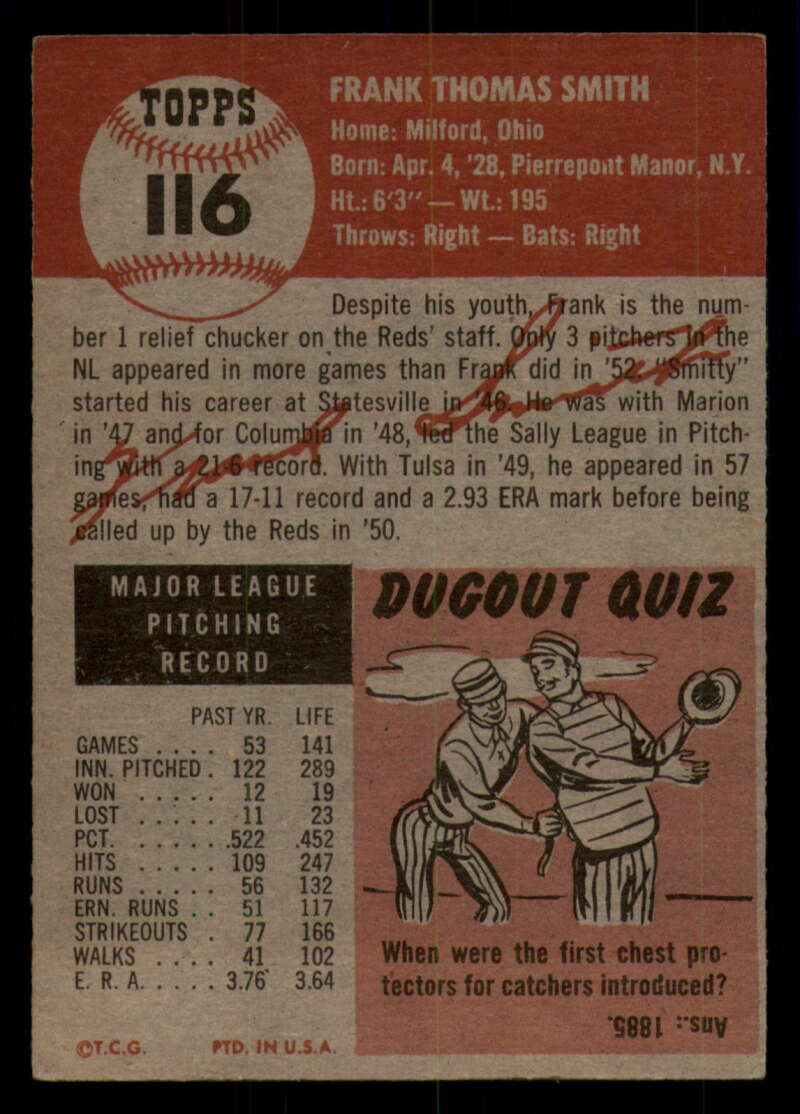 TOPPS
116
FRANK THOMAS SMITH
Home: Milford, Ohio
Born: Apr. 4, '28, Pierrepont Manor, N.Y.
Ht.: 6'3" — Wt.: 195
Throws: Right — Bats: Right
Despite his youth, Frank is the num-
ber 1 relief chucker on the Reds' staff. Only 3 pitchers in the
NL appeared in more games than Frank did in '52. "Smitty"
started his career at Statesville in '46. He was with Marion
in '47 and for Columbia in '48, led the Sally League in Pitch-
ing with a 21-6 record. With Tulsa in '49, he appeared in 57
games, had a 17-11 record and a 2.93 ERA mark before being
called up by the Reds in '50.
MAJOR LEAGUE
PITCHING
RECORD
PAST YR. LIFE
GAMES . . . . 53 141
INN. PITCHED . 122 289
WON . . . . . 12 19
LOST . . . . . 11 23
PCT. . . . . . .522 .452
HITS . . . . . 109 247
RUNS . . . . . 56 132
ERN. RUNS . . 51 117
STRIKEOUTS . 77 166
WALKS . . . . 41 102
E. R. A. . . . . 3.76 3.64
©T.C.G. PTD. IN U.S.A.
DUGOUT QUIZ
When were the first chest pro-
tectors for catchers introduced?
Ans.: 1885.